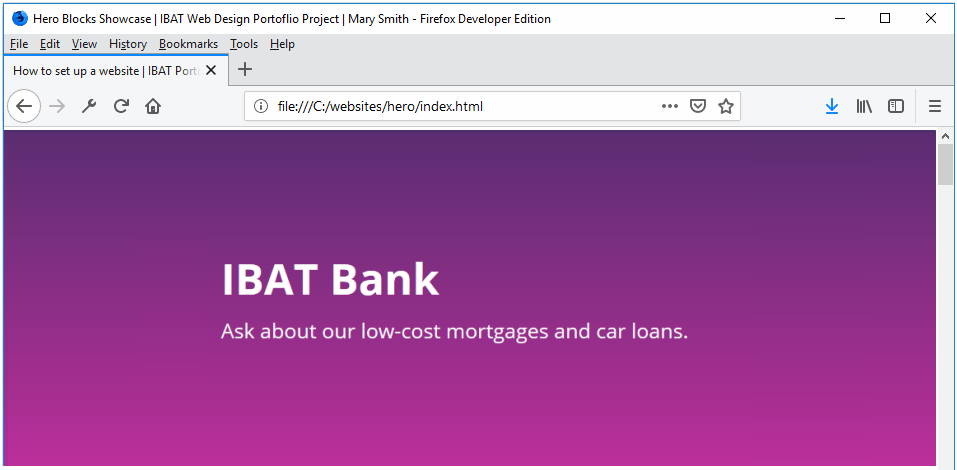 Hero Blocks Showcase | IBAT Web Design Portoflio Project | Mary Smith - Firefox Developer Edition
File Edit View History Bookmarks Tools Help
How to set up a website | IBAT Port
file:///C:/websites/hero/index.html
IBAT Bank
Ask about our low-cost mortgages and car loans.